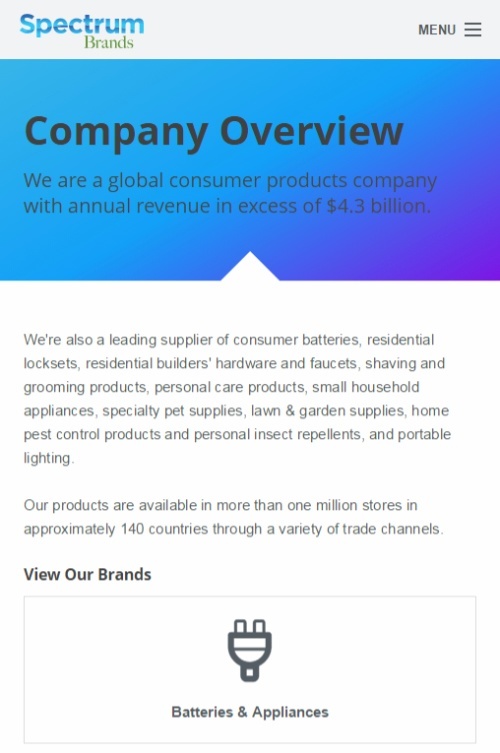 Spectrum
Brands
MENU
Company Overview
We are a global consumer products company
with annual revenue in excess of $4.3 billion.
We're also a leading supplier of consumer batteries, residential
locksets, residential builders' hardware and faucets, shaving and
grooming products, personal care products, small household
appliances, specialty pet supplies, lawn & garden supplies, home
pest control products and personal insect repellents, and portable
lighting.
Our products are available in more than one million stores in
approximately 140 countries through a variety of trade channels.
View Our Brands
Batteries & Appliances